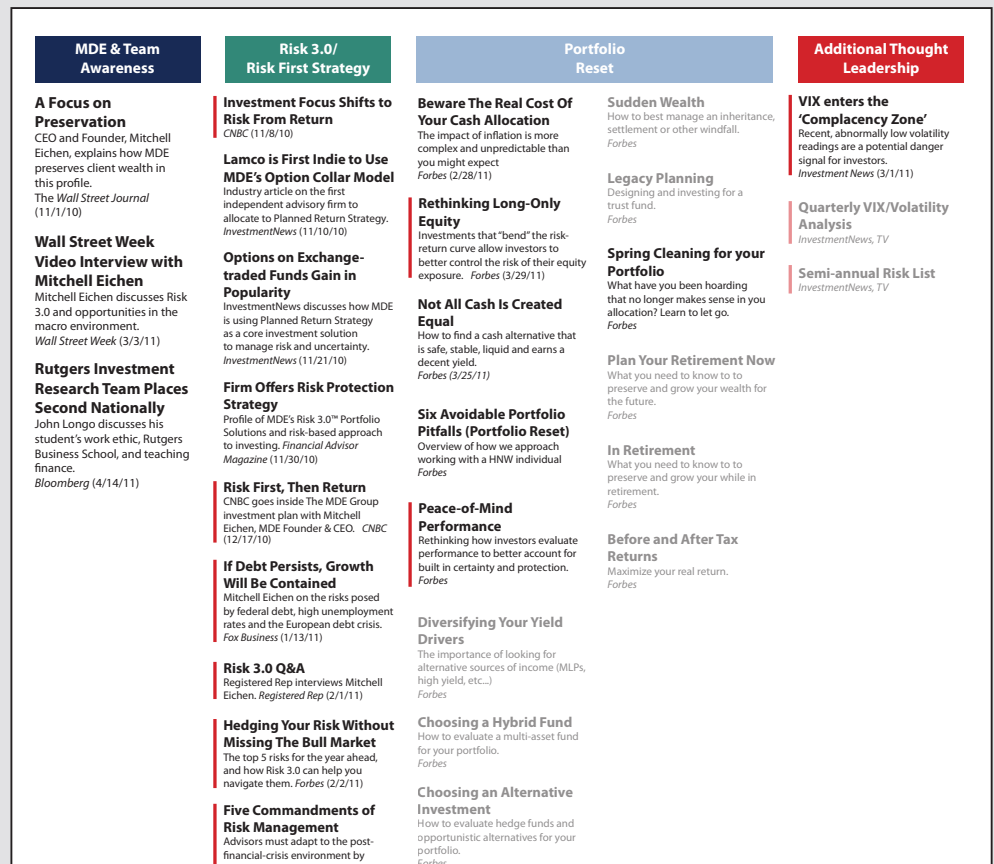 MDE & Team
Awareness
A Focus on
Preservation
CEO and Founder, Mitchell
Eichen, explains how MDE
preserves client wealth in
this profile.
The Wall Street Journal
(11/1/10)
Wall Street Week
Video Interview with
Mitchell Eichen
Mitchell Eichen discusses Risk
3.0 and opportunities in the
macro environment.
Wall Street Week (3/3/11)
Rutgers Investment
Research Team Places
Second Nationally
John Longo discusses his
student's work ethic, Rutgers
Business School, and teaching
finance.
Bloomberg (4/14/11)
Risk 3.0/
Risk First Strategy
Investment Focus Shifts to
Risk From Return
CNBC (11/8/10)
Lamco is First Indie to Use
MDE's Option Collar Model
Industry article on the first
independent advisory firm to
allocate to Planned Return Strategy.
InvestmentNews (11/10/10)
Options on Exchange-
traded Funds Gain in
Popularity
InvestmentNews discusses how MDE
is using Planned Return Strategy
as a core investment solution
to manage risk and uncertainty.
InvestmentNews (11/21/10)
Firm Offers Risk Protection
Strategy
Profile of MDE's Risk 3.0™ Portfolio
Solutions and risk-based approach
to investing. Financial Advisor
Magazine (11/30/10)
Risk First, Then Return
CNBC goes inside The MDE Group
investment plan with Mitchell
Eichen, MDE Founder & CEO. CNBC
(12/17/10)
If Debt Persists, Growth
Will Be Contained
Mitchell Eichen on the risks posed
by federal debt, high unemployment
rates and the European debt crisis.
Fox Business (1/13/11)
Risk 3.0 Q&A
Registered Rep interviews Mitchell
Eichen. Registered Rep (2/1/11)
Hedging Your Risk Without
Missing The Bull Market
The top 5 risks for the year ahead,
and how Risk 3.0 can help you
navigate them. Forbes (2/2/11)
Five Commandments of
Risk Management
Advisors must adapt to the post-
financial-crisis environment by
Portfolio
Reset
Beware The Real Cost Of
Your Cash Allocation
The impact of inflation is more
complex and unpredictable than
you might expect
Forbes (2/28/11)
Rethinking Long-Only
Equity
Investments that "bend" the risk-
return curve allow investors to
better control the risk of their equity
exposure. Forbes (3/29/11)
Not All Cash Is Created
Equal
How to find a cash alternative that
is safe, stable, liquid and earns a
decent yield.
Forbes (3/25/11)
Six Avoidable Portfolio
Pitfalls (Portfolio Reset)
Overview of how we approach
working with a HNW individual
Forbes
Peace-of-Mind
Performance
Rethinking how investors evaluate
performance to better account for
built in certainty and protection.
Forbes
Diversifying Your Yield
Drivers
The importance of looking for
alternative sources of income (MLPs,
high yield, etc...)
Forbes
Choosing a Hybrid Fund
How to evaluate a multi-asset fund
for your portfolio.
Forbes
Choosing an Alternative
Investment
How to evaluate hedge funds and
opportunistic alternatives for your
portfolio.
Forbes
Sudden Wealth
How to best manage an inheritance,
settlement or other windfall.
Forbes
Legacy Planning
Designing and investing for a
trust fund.
Forbes
Spring Cleaning for your
Portfolio
What have you been hoarding
that no longer makes sense in you
allocation? Learn to let go.
Forbes
Plan Your Retirement Now
What you need to know to to
preserve and grow your wealth for
the future.
Forbes
In Retirement
What you need to know to to
preserve and grow your while in
retirement.
Forbes
Before and After Tax
Returns
Maximize your real return.
Forbes
Additional Thought
Leadership
VIX enters the
'Complacency Zone'
Recent, abnormally low volatility
readings are a potential danger
signal for investors.
Investment News (3/1/11)
Quarterly VIX/Volatility
Analysis
InvestmentNews, TV
Semi-annual Risk List
InvestmentNews, TV